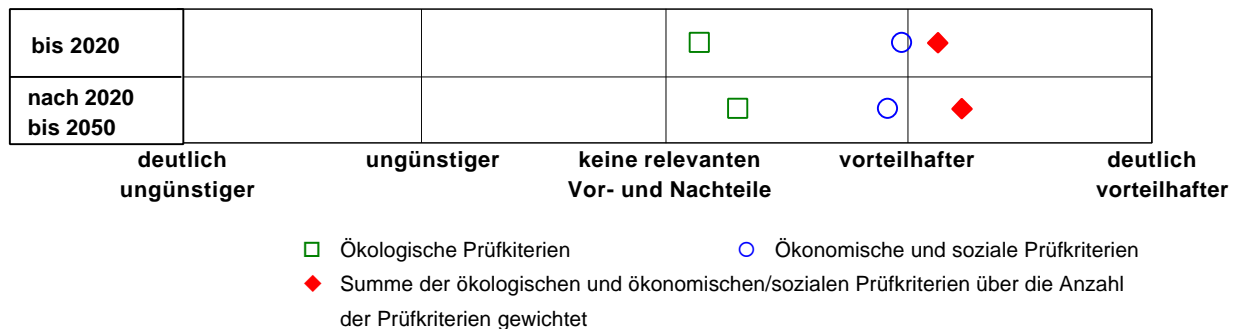 bis 2020
nach 2020
bis 2050
deutlich ungünstiger keine relevanten vorteilhafter deutlich
ungünstiger Vor- und Nachteile vorteilhafter
Ökologische Prüfkiterien Ökonomische und soziale Prüfkriterien
Summe der ökologischen und ökonomischen/sozialen Prüfkriterien über die Anzahl
der Prüfkriterien gewichtet